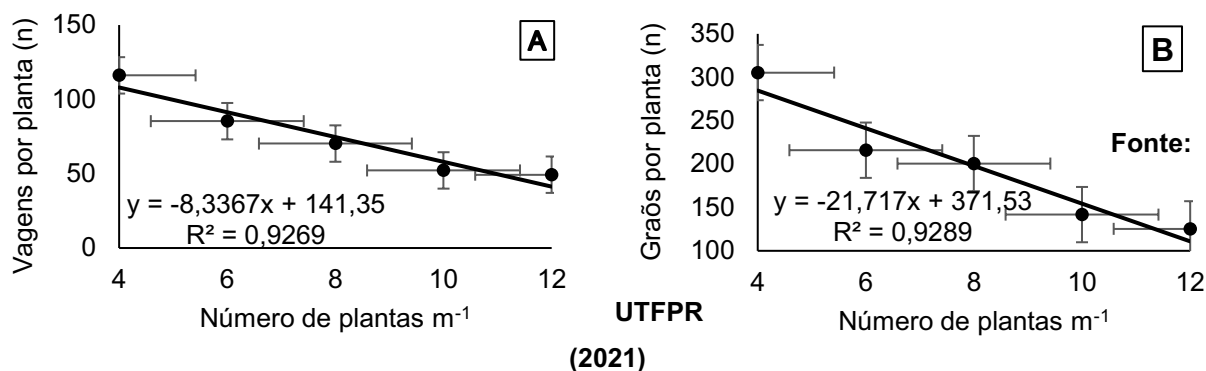 Vagens por planta (n)
150
100
50
0
A
y = -8,3367x + 141,35
R² = 0,9269
4 6 8 10 12
Número de plantas m⁻¹
Graõs por planta (n)
350
300
250
200
150
100
B
Fonte:
y = -21,717x + 371,53
R² = 0,9289
4 6 8 10 12
Número de plantas m⁻¹
UTFPR
(2021)